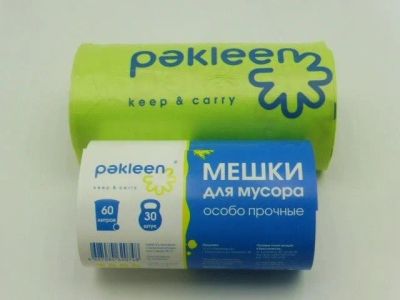 pakleen
keep & carry
pakleen
keep & carry
60
литров
30
штук
МЕШКИ
для мусора
особо прочные